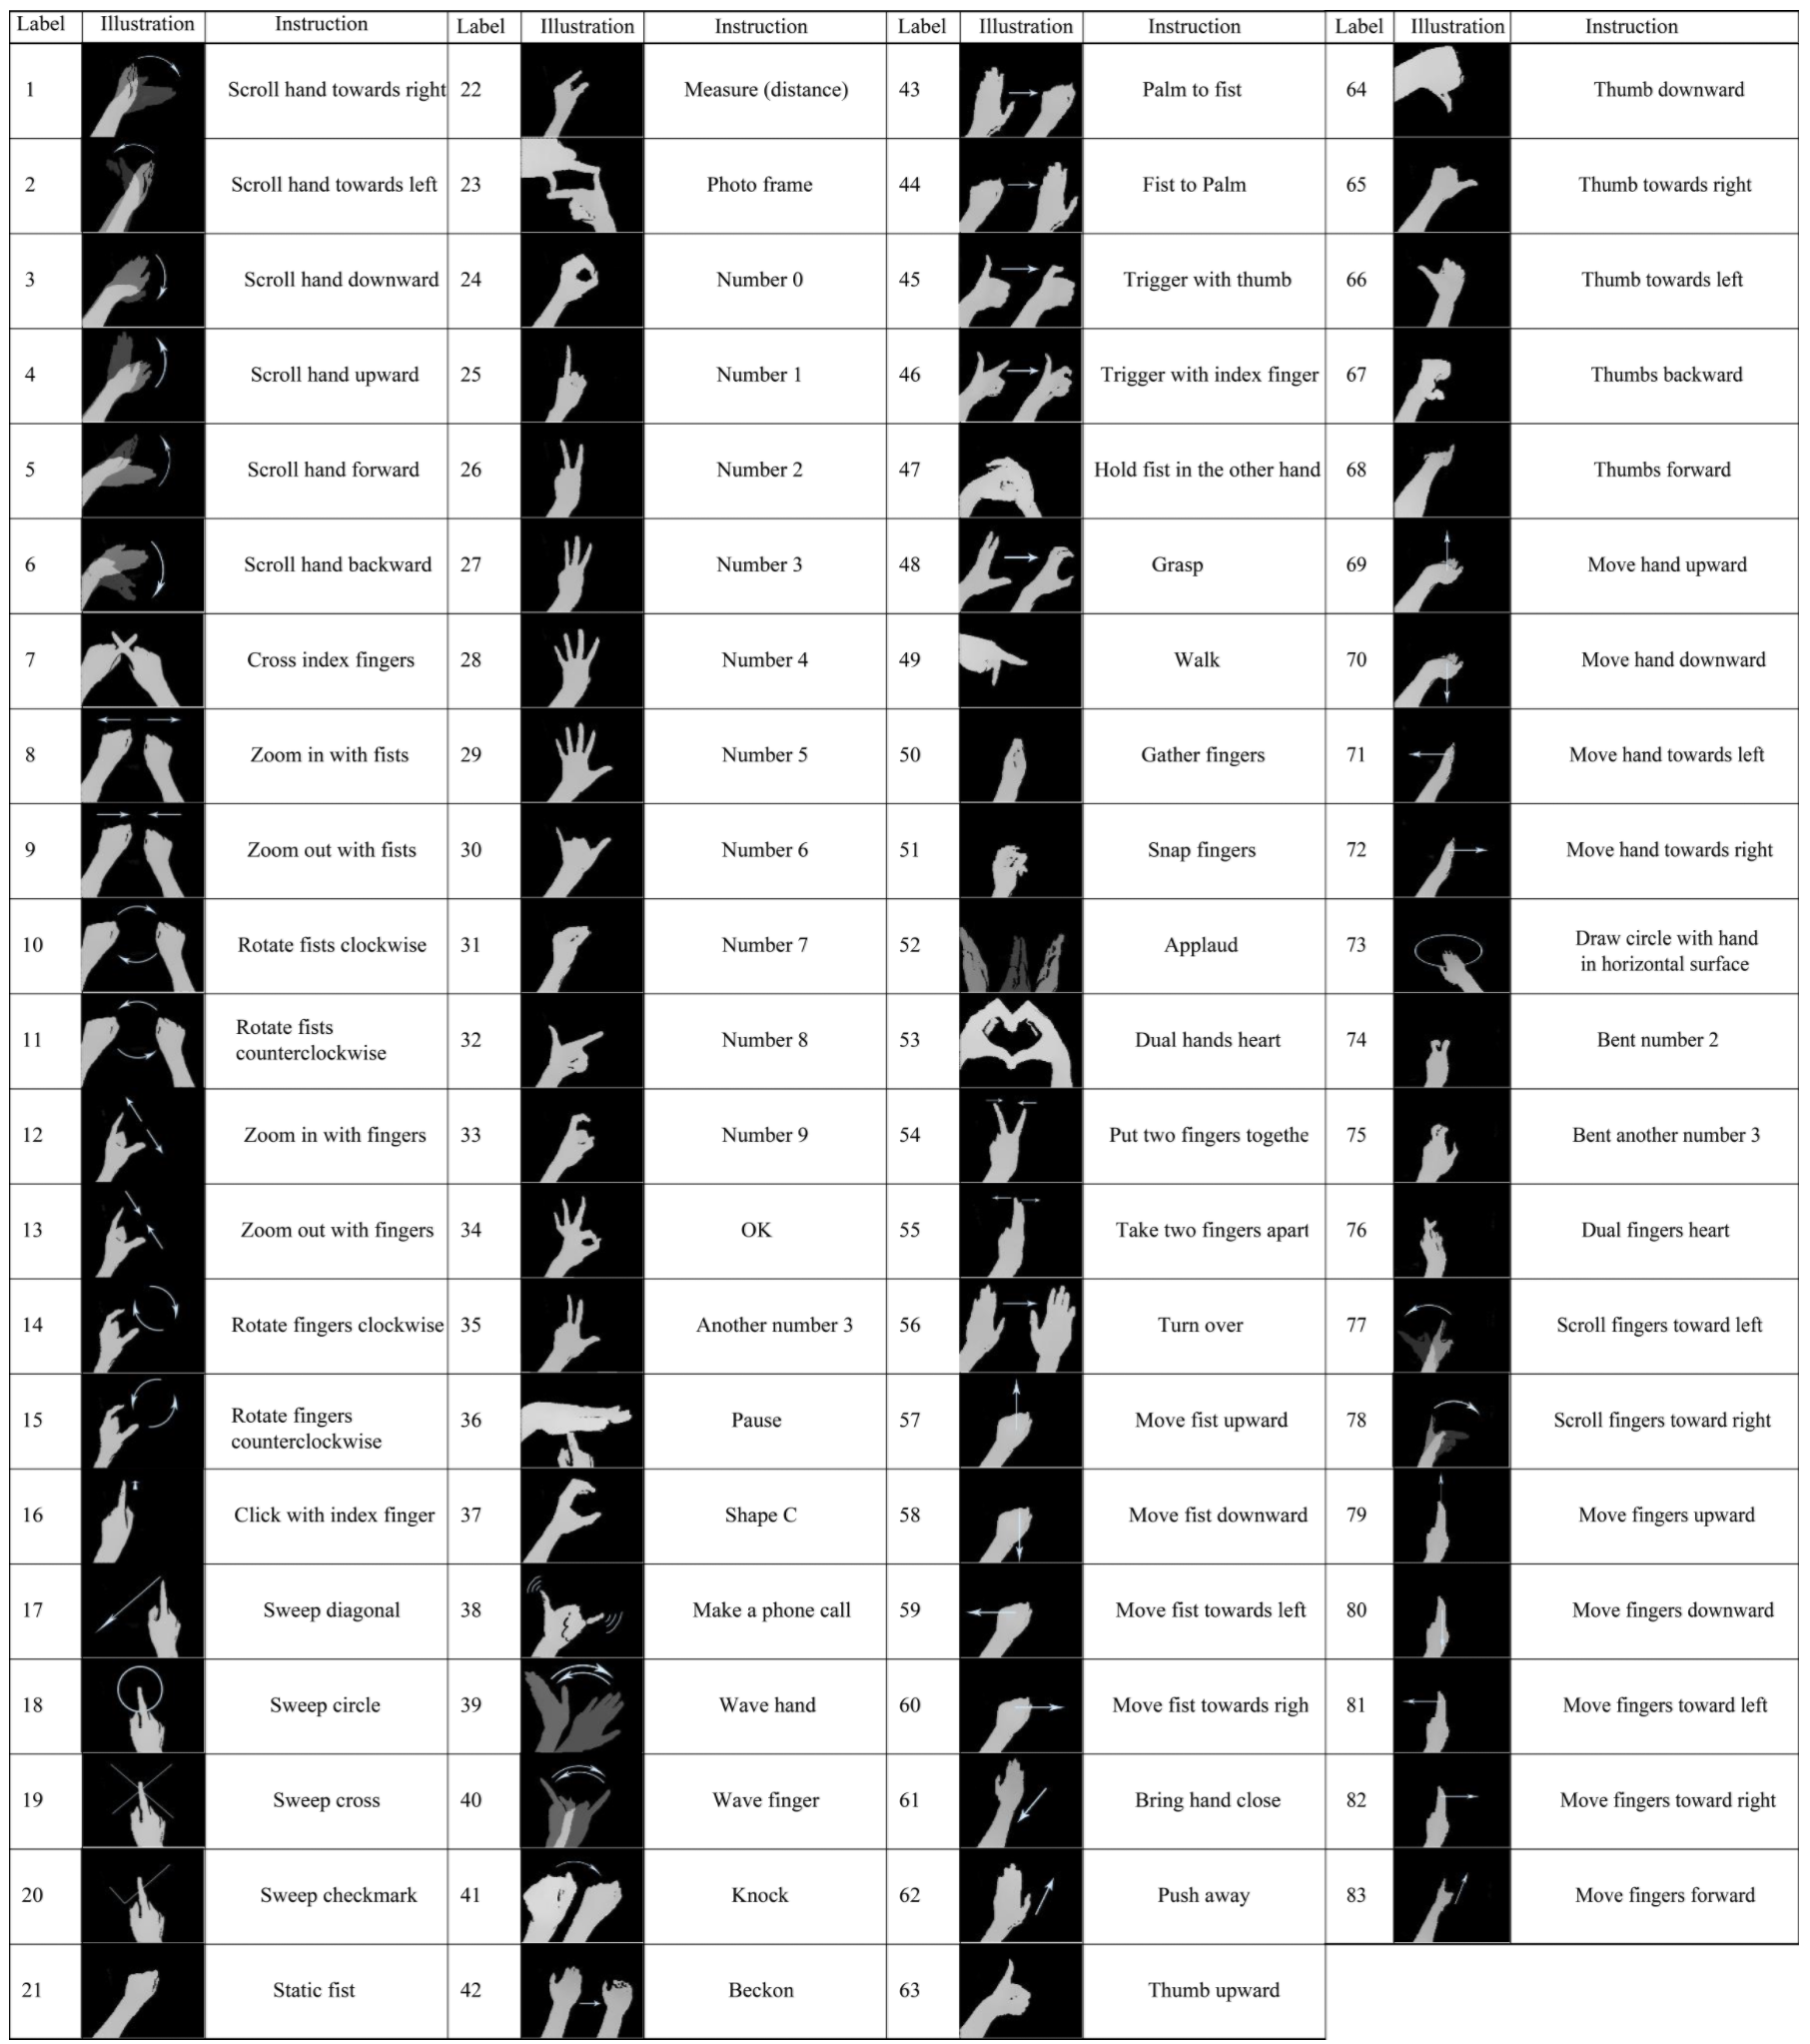 Label Illustration Instruction Label Illustration Instruction Label Illustration Instruction Label Illustration Instruction
1 Scroll hand towards right 22 Measure (distance) 43 Palm to fist 64 Thumb downward
2 Scroll hand towards left 23 Photo frame 44 Fist to Palm 65 Thumb towards right
3 Scroll hand downward 24 Number 0 45 Trigger with thumb 66 Thumb towards left
4 Scroll hand upward 25 Number 1 46 Trigger with index finger 67 Thumbs backward
5 Scroll hand forward 26 Number 2 47 Hold fist in the other hand 68 Thumbs forward
6 Scroll hand backward 27 Number 3 48 Grasp 69 Move hand upward
7 Cross index fingers 28 Number 4 49 Walk 70 Move hand downward
8 Zoom in with fists 29 Number 5 50 Gather fingers 71 Move hand towards left
9 Zoom out with fists 30 Number 6 51 Snap fingers 72 Move hand towards right
10 Rotate fists clockwise 31 Number 7 52 Applaud 73 Draw circle with hand
in horizontal surface
11 Rotate fists
counterclockwise 32 Number 8 53 Dual hands heart 74 Bent number 2
12 Zoom in with fingers 33 Number 9 54 Put two fingers togethe 75 Bent another number 3
13 Zoom out with fingers 34 OK 55 Take two fingers apart 76 Dual fingers heart
14 Rotate fingers clockwise 35 Another number 3 56 Turn over 77 Scroll fingers toward left
15 Rotate fingers
counterclockwise 36 Pause 57 Move fist upward 78 Scroll fingers toward right
16 Click with index finger 37 Shape C 58 Move fist downward 79 Move fingers upward
17 Sweep diagonal 38 Make a phone call 59 Move fist towards left 80 Move fingers downward
18 Sweep circle 39 Wave hand 60 Move fist towards righ 81 Move fingers toward left
19 Sweep cross 40 Wave finger 61 Bring hand close 82 Move fingers toward right
20 Sweep checkmark 41 Knock 62 Push away 83 Move fingers forward
21 Static fist 42 Beckon 63 Thumb upward